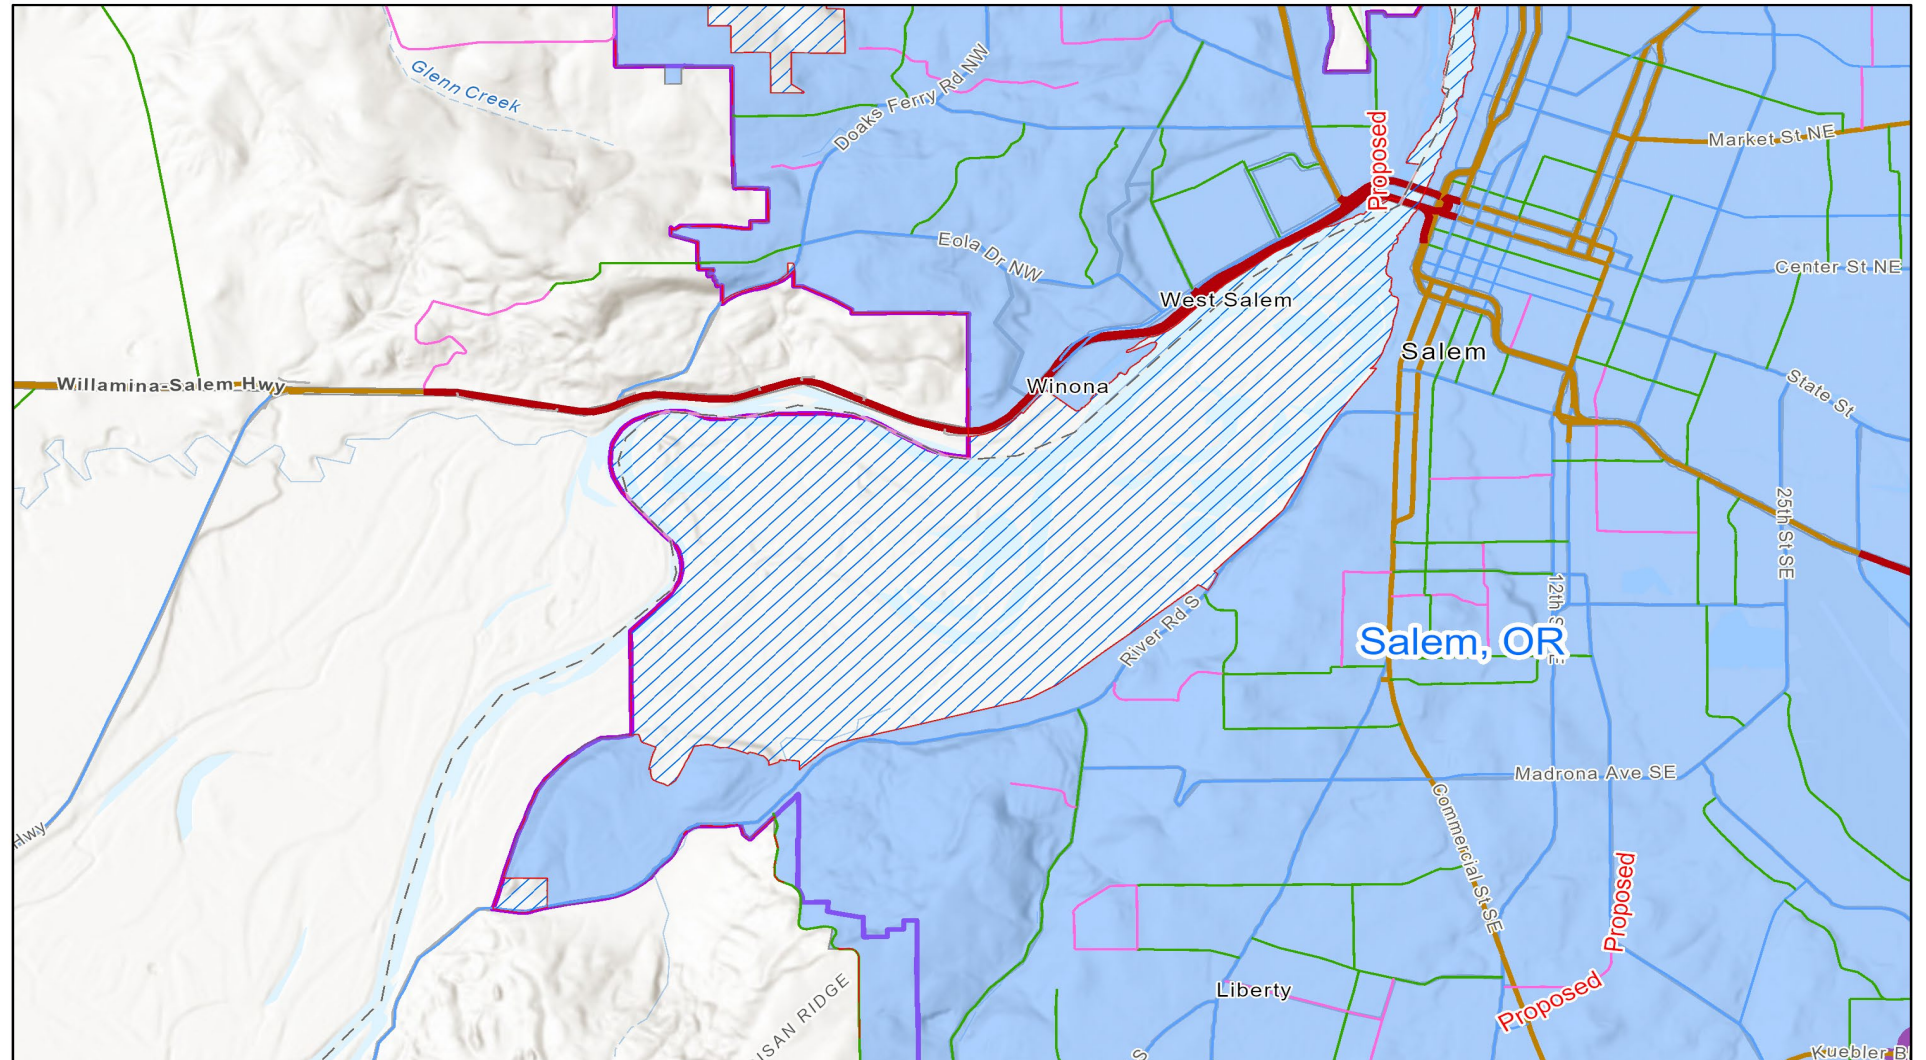 Glenn Creek
Doaks Ferry Rd NW
Proposed
Market St NE
Eola Dr NW
Center St NE
West Salem
Salem
Willamina-Salem Hwy
Winona
State St
25th St SE
12th S
River Rd S
Salem, OR
Madrona Ave SE
Hwy
Commercial St SE
Proposed
Liberty
Proposed
ISAN RIDGE
S
Kuebler B